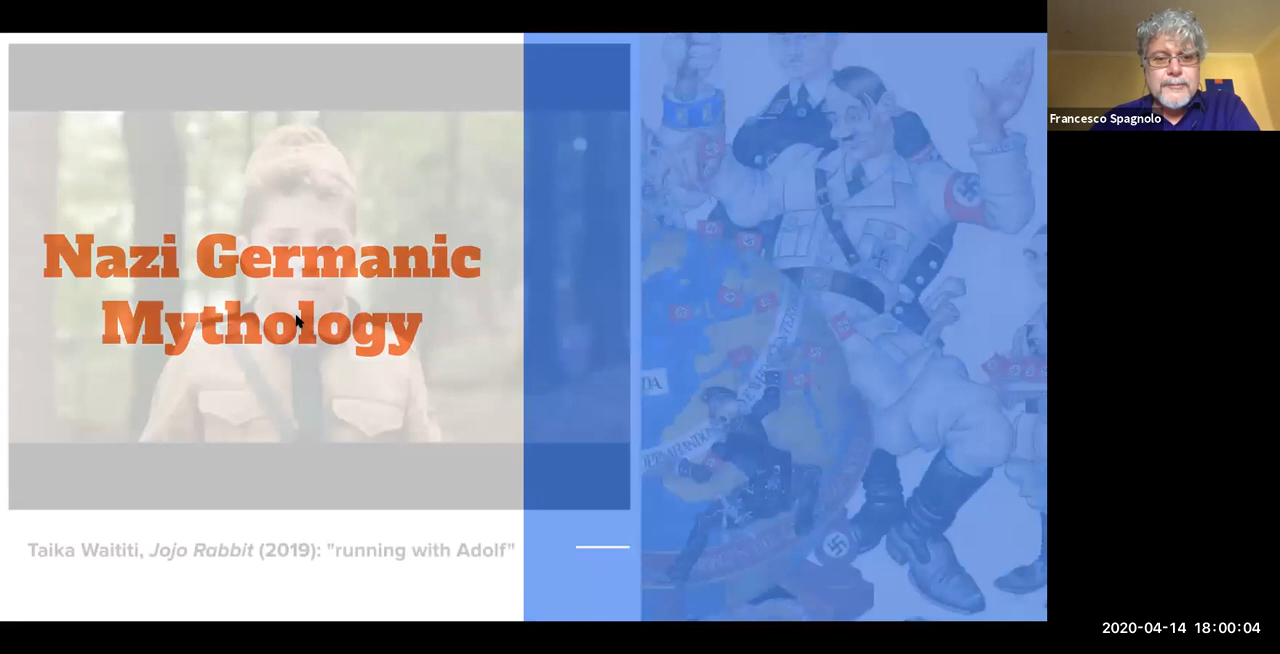 Nazi Germanic
Mythology
Taika Waititi, Jojo Rabbit (2019): "running with Adolf"
Francesco Spagnolo
2020-04-14 18:00:04